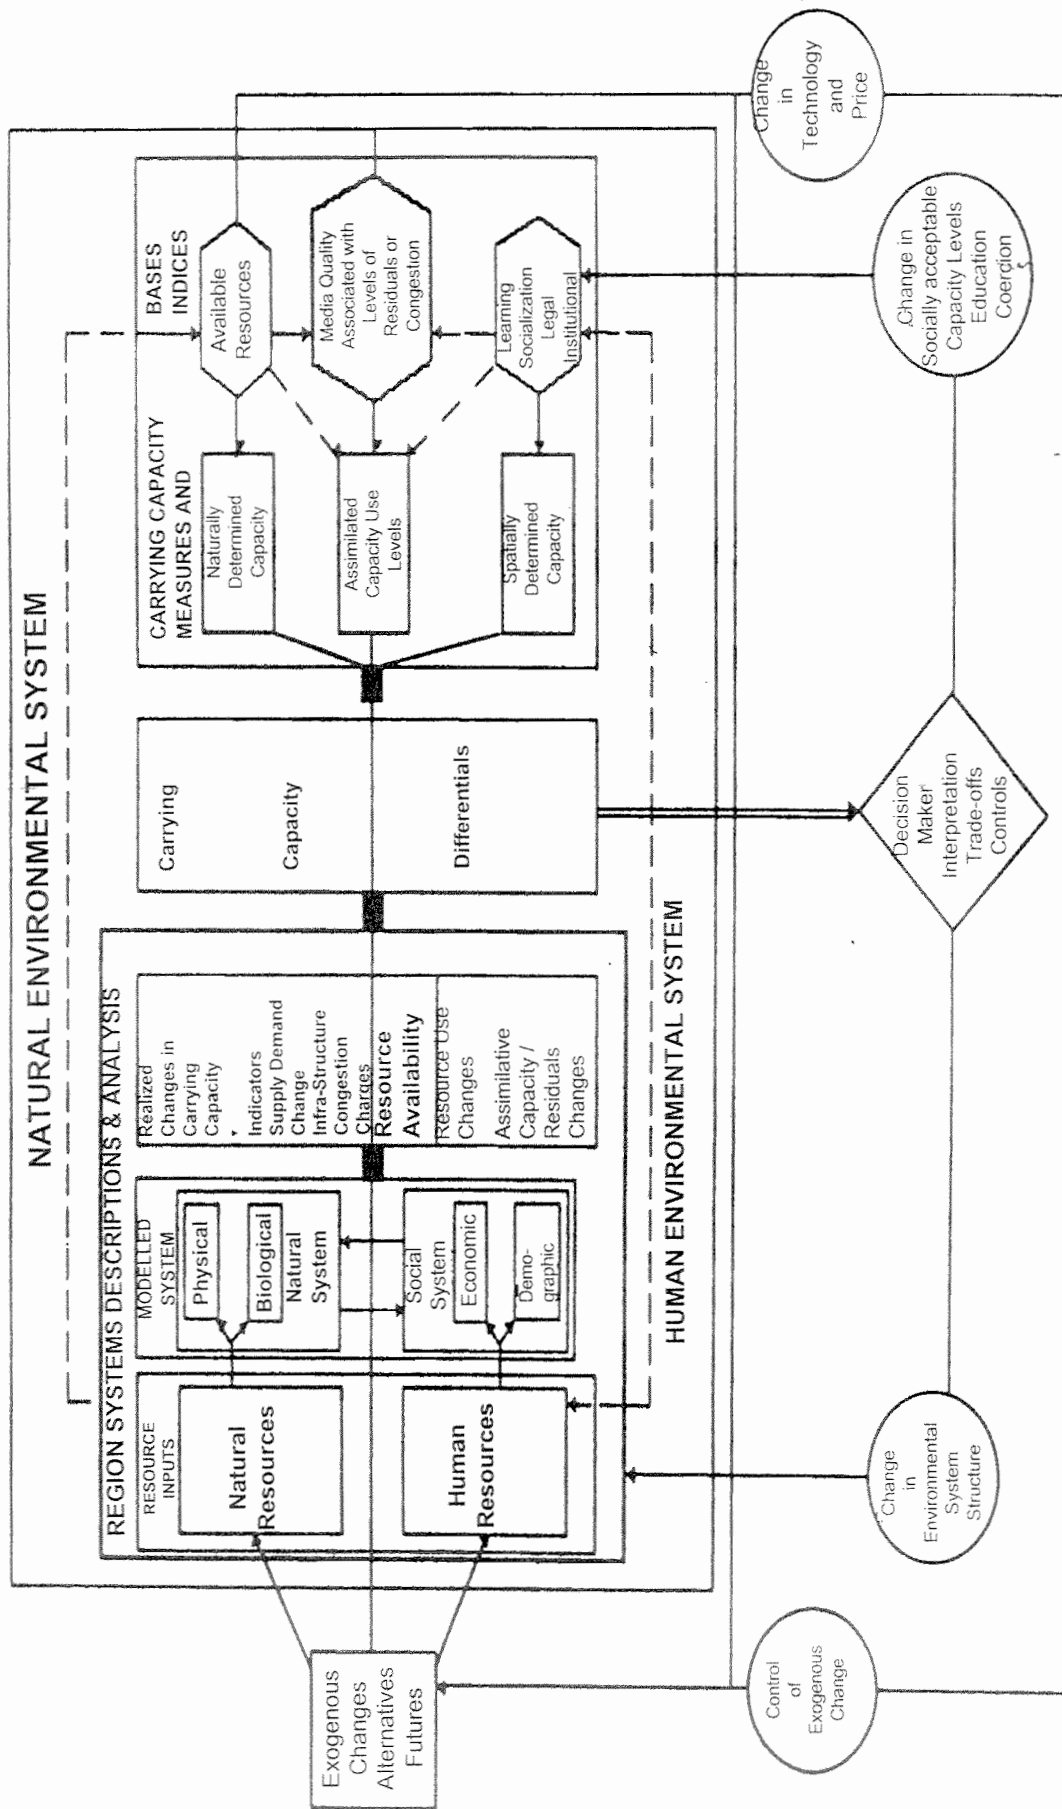 NATURAL ENVIRONMENTAL SYSTEM
REGION SYSTEMS DESCRIPTIONS & ANALYSIS
Exogenous
Changes
Alternatives
Futures
RESOURCE
INPUTS
Natural
Resources
Human
Resources
MODELLED
SYSTEM
Physical
Biological
Natural
System
Social
System
Economic
Demo-
graphic
Realized
Changes in
Carrying
Capacity
Indicators
Supply Demand
Change
Infra-Structure
Congestion
Charges
Resource
Availability
Resource Use
Changes
Assimilative
Capacity /
Residuals
Changes
Carrying
Capacity
Differentials
CARRYING CAPACITY
MEASURES AND
BASES
INDICES
Naturally
Determined
Capacity
Assimilated
Capacity Use
Levels
Spatially
Determined
Capacity
Available
Resources
Media Quality
Associated with
Levels of
Residuals or
Congestion
Learning
Socialization
Legal
Institutional
HUMAN ENVIRONMENTAL SYSTEM
Control
of
Exogenous
Change
Change
in
Environmental
System
Structure
Decision
Maker
Interpretation
Trade-offs
Controls
Change in
Socially acceptable
Capacity Levels
Education
Coercion
Change
in
Technology
and
Price